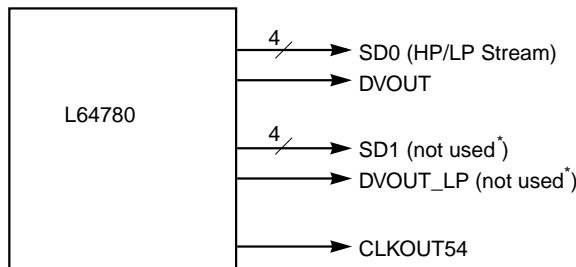 4
SD0 (HP/LP Stream)
DVOUT
L64780
4
SD1 (not used*)
DVOUT_LP (not used*)
CLKOUT54